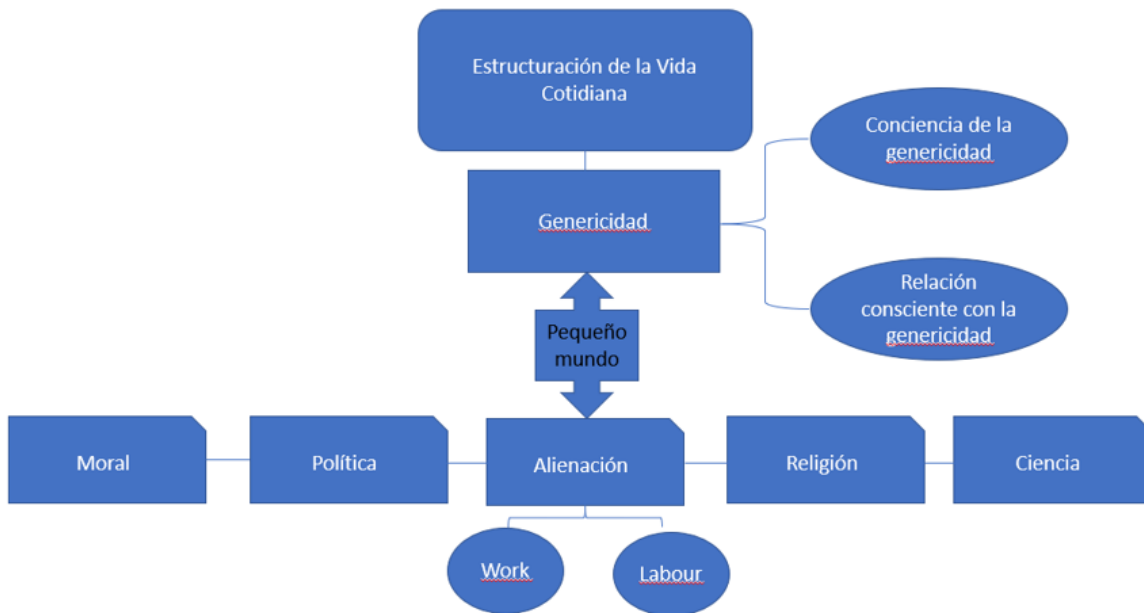 Estructuración de la Vida
Cotidiana
Conciencia de la
genericidad
Genericidad
Relación
consciente con la
genericidad
Pequeño
mundo
Moral
Política
Alienación
Religión
Ciencia
Work
Labour